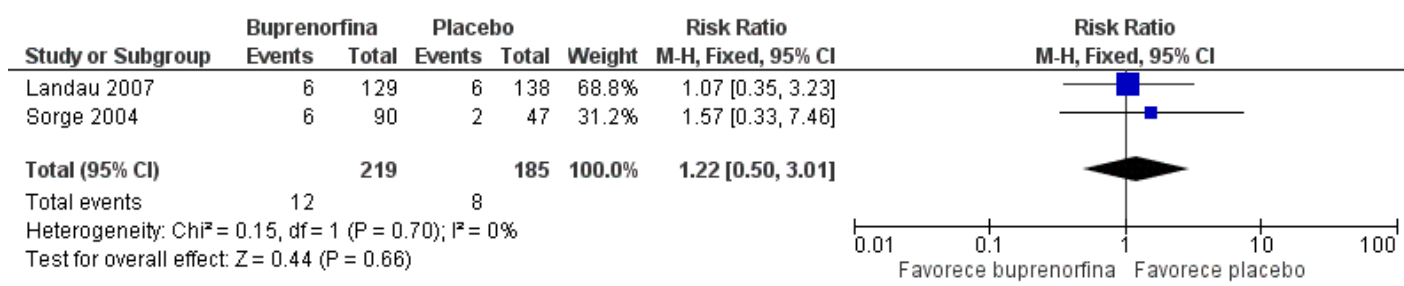 Buprenorfina Placebo Risk Ratio Risk Ratio
Study or Subgroup Events Total Events Total Weight M-H, Fixed, 95% CI M-H, Fixed, 95% CI
Landau 2007 6 129 6 138 68.8% 1.07 [0.35, 3.23]
Sorge 2004 6 90 2 47 31.2% 1.57 [0.33, 7.46]
Total (95% CI) 219 185 100.0% 1.22 [0.50, 3.01]
Total events 12 8
Heterogeneity: Chi² = 0.15, df = 1 (P = 0.70); I² = 0%
Test for overall effect: Z = 0.44 (P = 0.66)
0.01 0.1 1 10 100
Favorece buprenorfina Favorece placebo